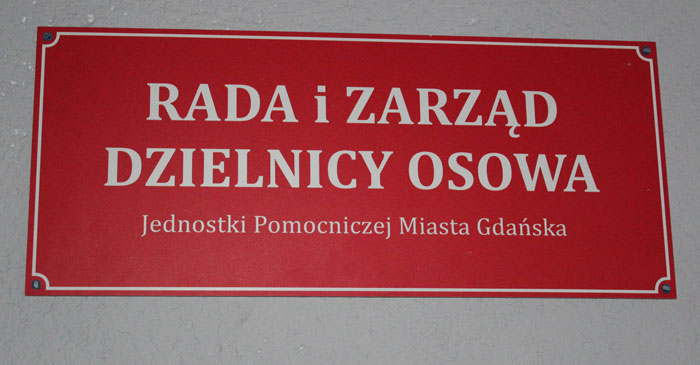 RADA i ZARZĄD
DZIELNICY OSOWA
Jednostki Pomocniczej Miasta Gdańska